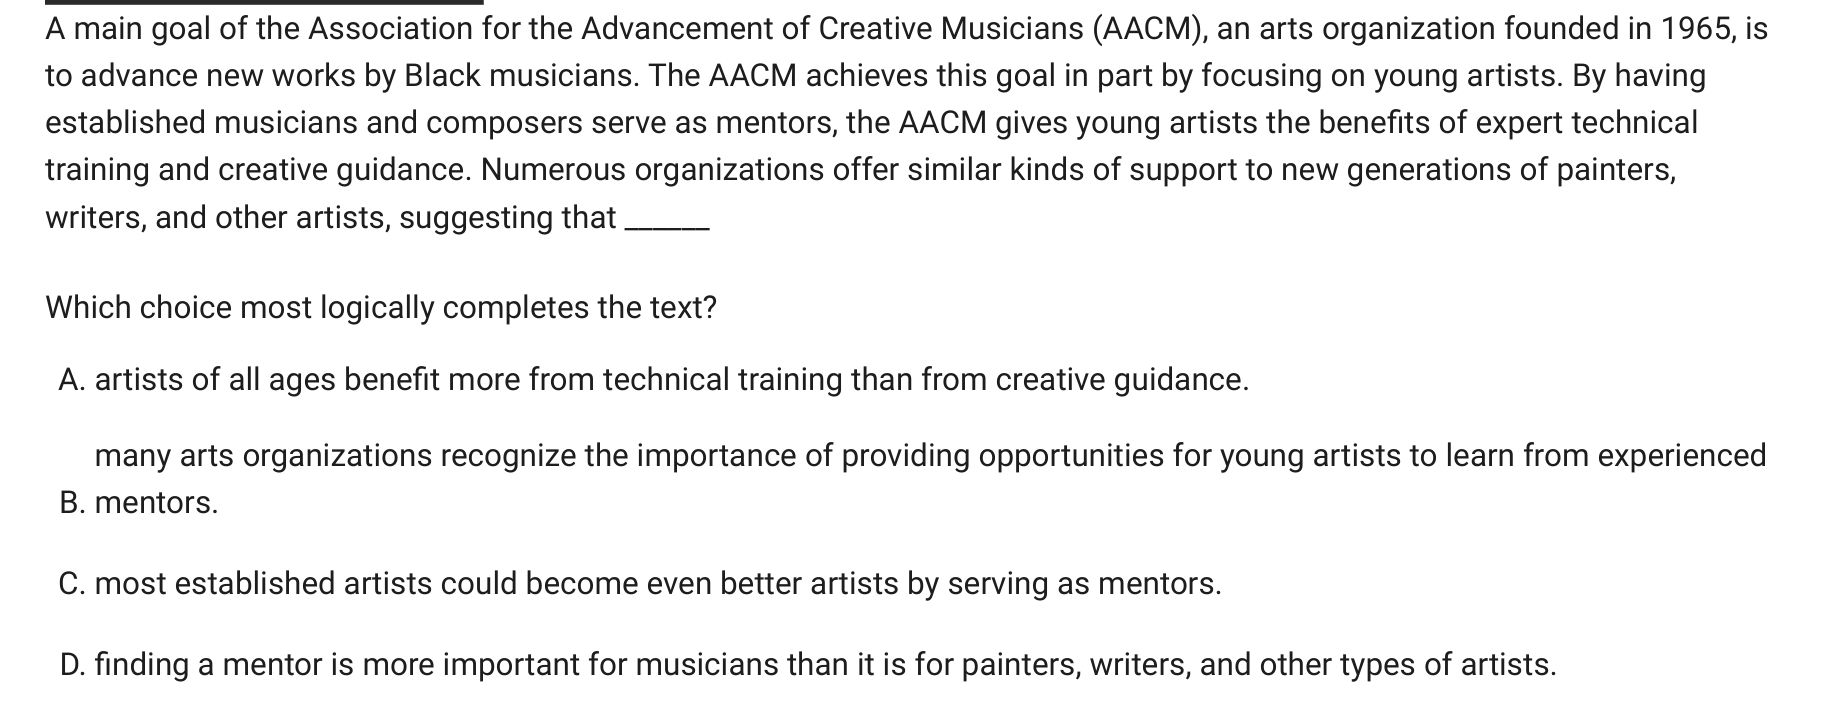 A main goal of the Association for the Advancement of Creative Musicians (AACM), an arts organization founded in 1965, is
to advance new works by Black musicians. The AACM achieves this goal in part by focusing on young artists. By having
established musicians and composers serve as mentors, the AACM gives young artists the benefits of expert technical
training and creative guidance. Numerous organizations offer similar kinds of support to new generations of painters,
writers, and other artists, suggesting that ______
Which choice most logically completes the text?
A. artists of all ages benefit more from technical training than from creative guidance.
many arts organizations recognize the importance of providing opportunities for young artists to learn from experienced
B. mentors.
C. most established artists could become even better artists by serving as mentors.
D. finding a mentor is more important for musicians than it is for painters, writers, and other types of artists.